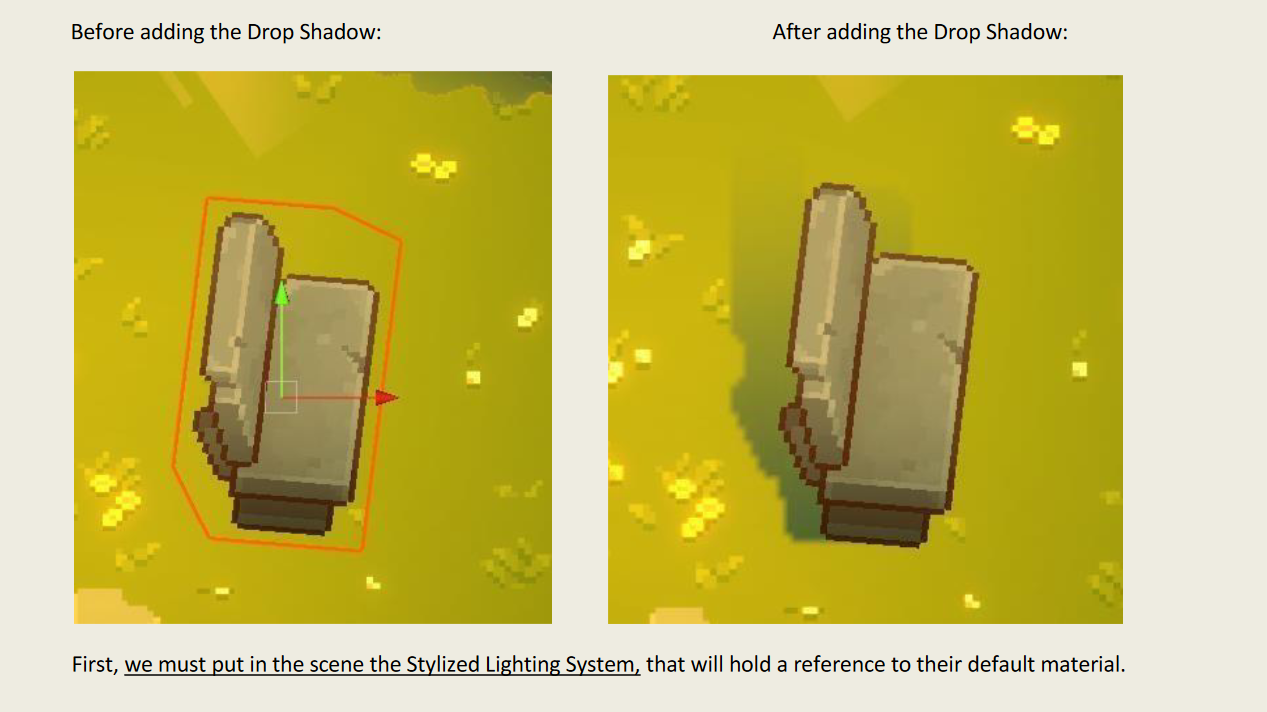 Before adding the Drop Shadow:
After adding the Drop Shadow:
First, we must put in the scene the Stylized Lighting System, that will hold a reference to their default material.